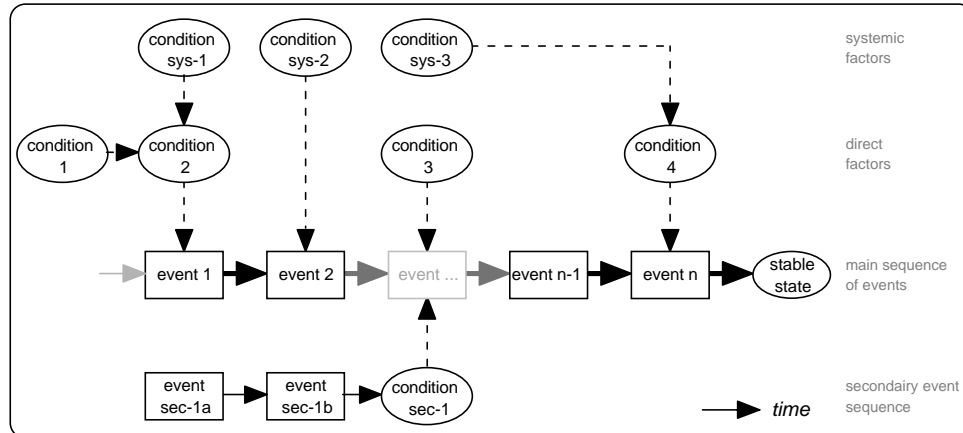 condition
sys-1
condition
sys-2
condition
sys-3
systemic
factors
condition
1
condition
2
condition
3
condition
4
direct
factors
event 1
event 2
event ...
event n-1
event n
stable
state
main sequence
of events
event
sec-1a
event
sec-1b
condition
sec-1
time
secondairy event
sequence